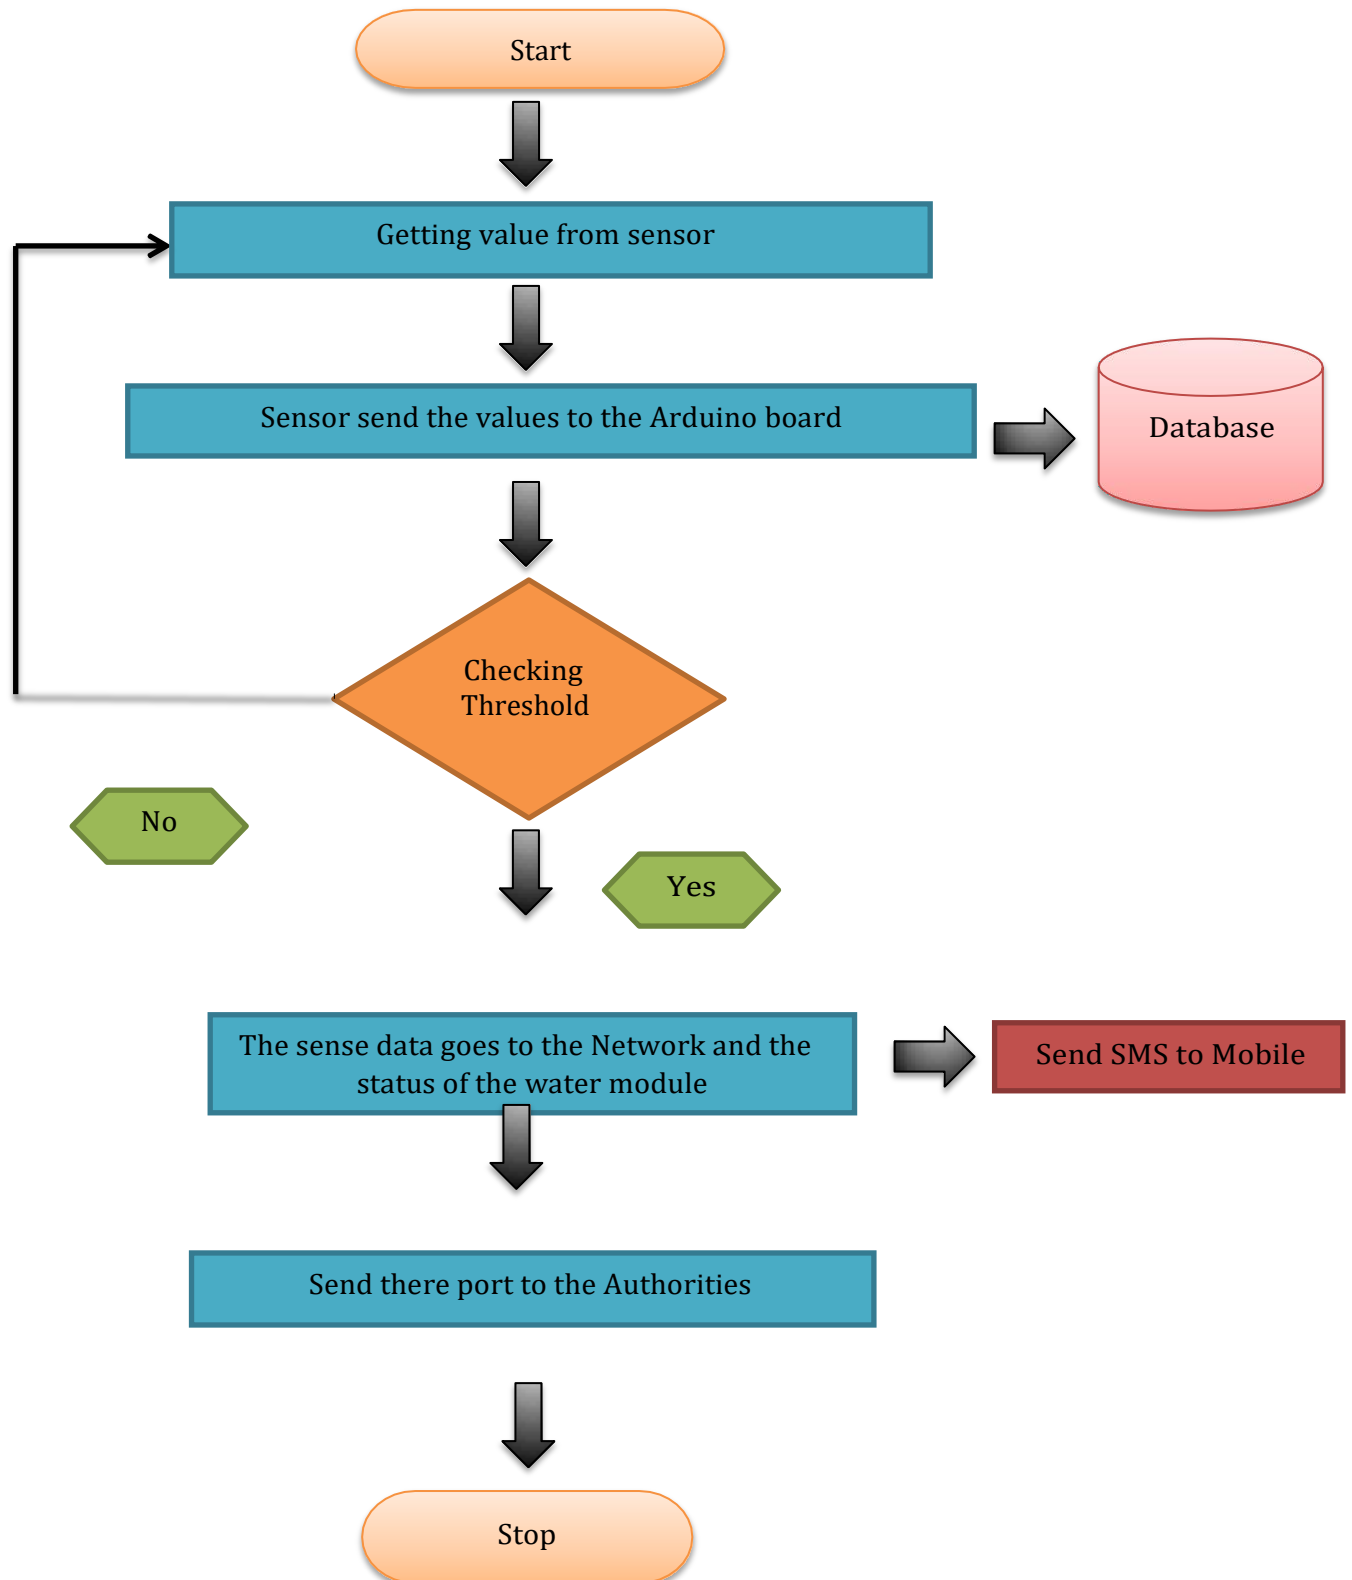 Start
Getting value from sensor
Sensor send the values to the Arduino board
Database
Checking
Threshold
No
Yes
The sense data goes to the Network and the
status of the water module
Send SMS to Mobile
Send there port to the Authorities
Stop